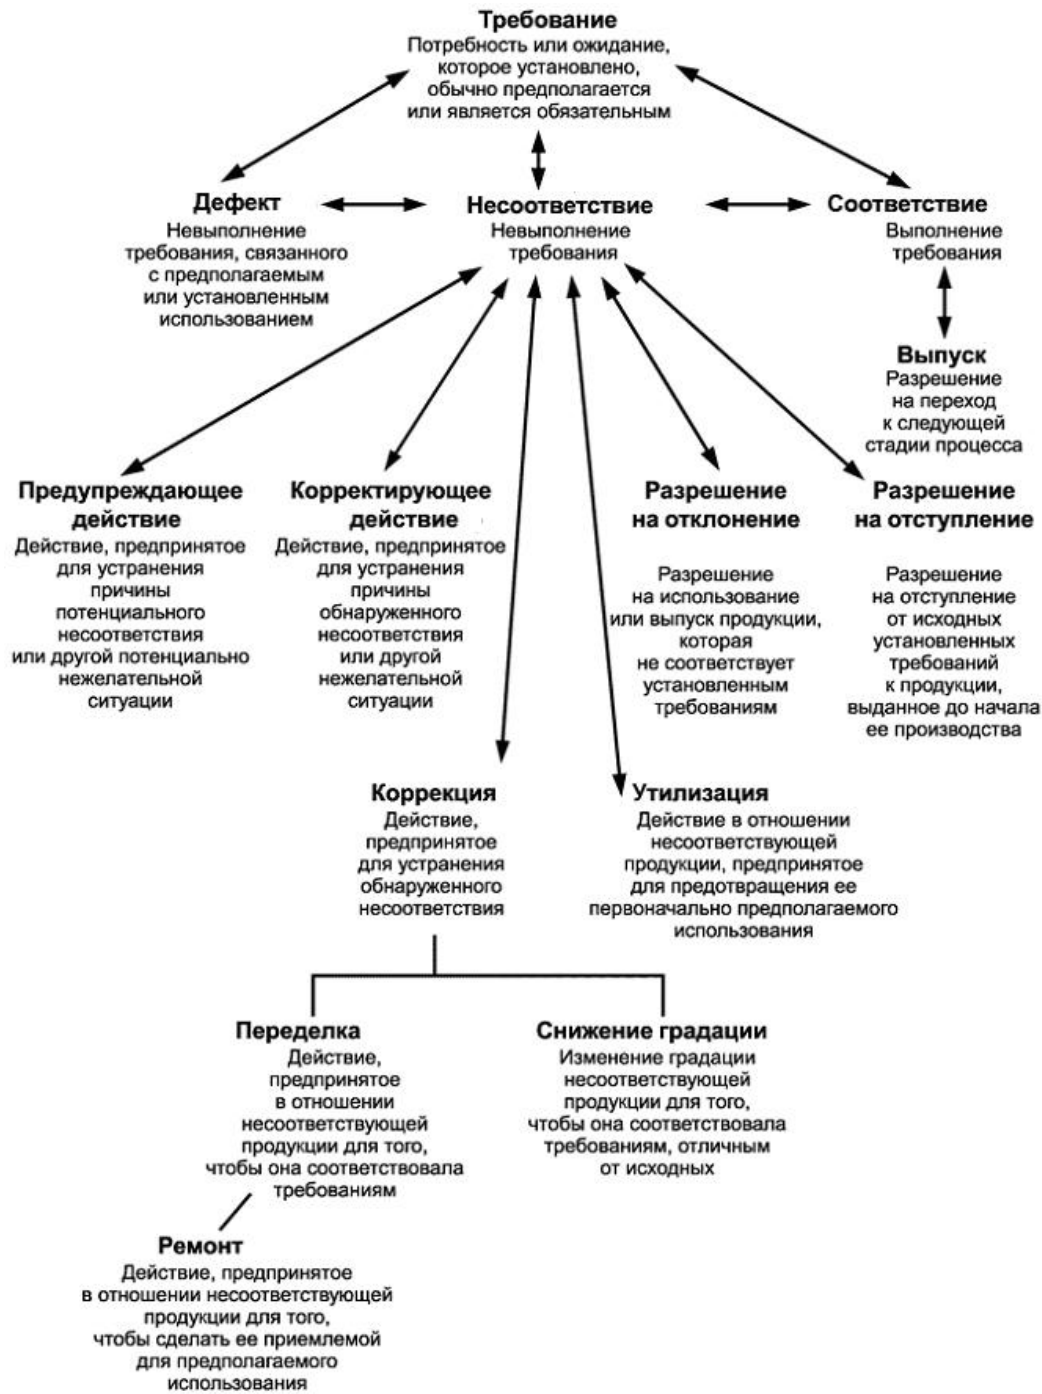 Требование
Потребность или ожидание,
которое установлено,
обычно предполагается
или является обязательным
Дефект
Невыполнение
требования, связанного
с предполагаемым
или установленным
использованием
Несоответствие
Невыполнение
требования
Соответствие
Выполнение
требования
Выпуск
Разрешение
на переход
к следующей
стадии процесса
Предупреждающее
действие
Действие, предпринятое
для устранения
причины
потенциального
несоответствия
или другой потенциально
нежелательной
ситуации
Корректирующее
действие
Действие, предпринятое
для устранения
причины
обнаруженного
несоответствия
или другой
нежелательной
ситуации
Разрешение
на отклонение
Разрешение
на использование
или выпуск продукции,
которая
не соответствует
установленным
требованиям
Разрешение
на отступление
Разрешение
на отступление
от исходных
установленных
требований
к продукции,
выданное до начала
ее производства
Коррекция
Действие,
предпринятое
для устранения
обнаруженного
несоответствия
Утилизация
Действие в отношении
несоответствующей
продукции, предпринятое
для предотвращения ее
первоначально предполагаемого
использования
Переделка
Действие,
предпринятое
в отношении
несоответствующей
продукции для того,
чтобы она соответствовала
требованиям
Снижение градации
Изменение градации
несоответствующей
продукции для того,
чтобы она соответствовала
требованиям, отличным
от исходных
Ремонт
Действие, предпринятое
в отношении несоответствующей
продукции для того,
чтобы сделать ее приемлемой
для предполагаемого
использования